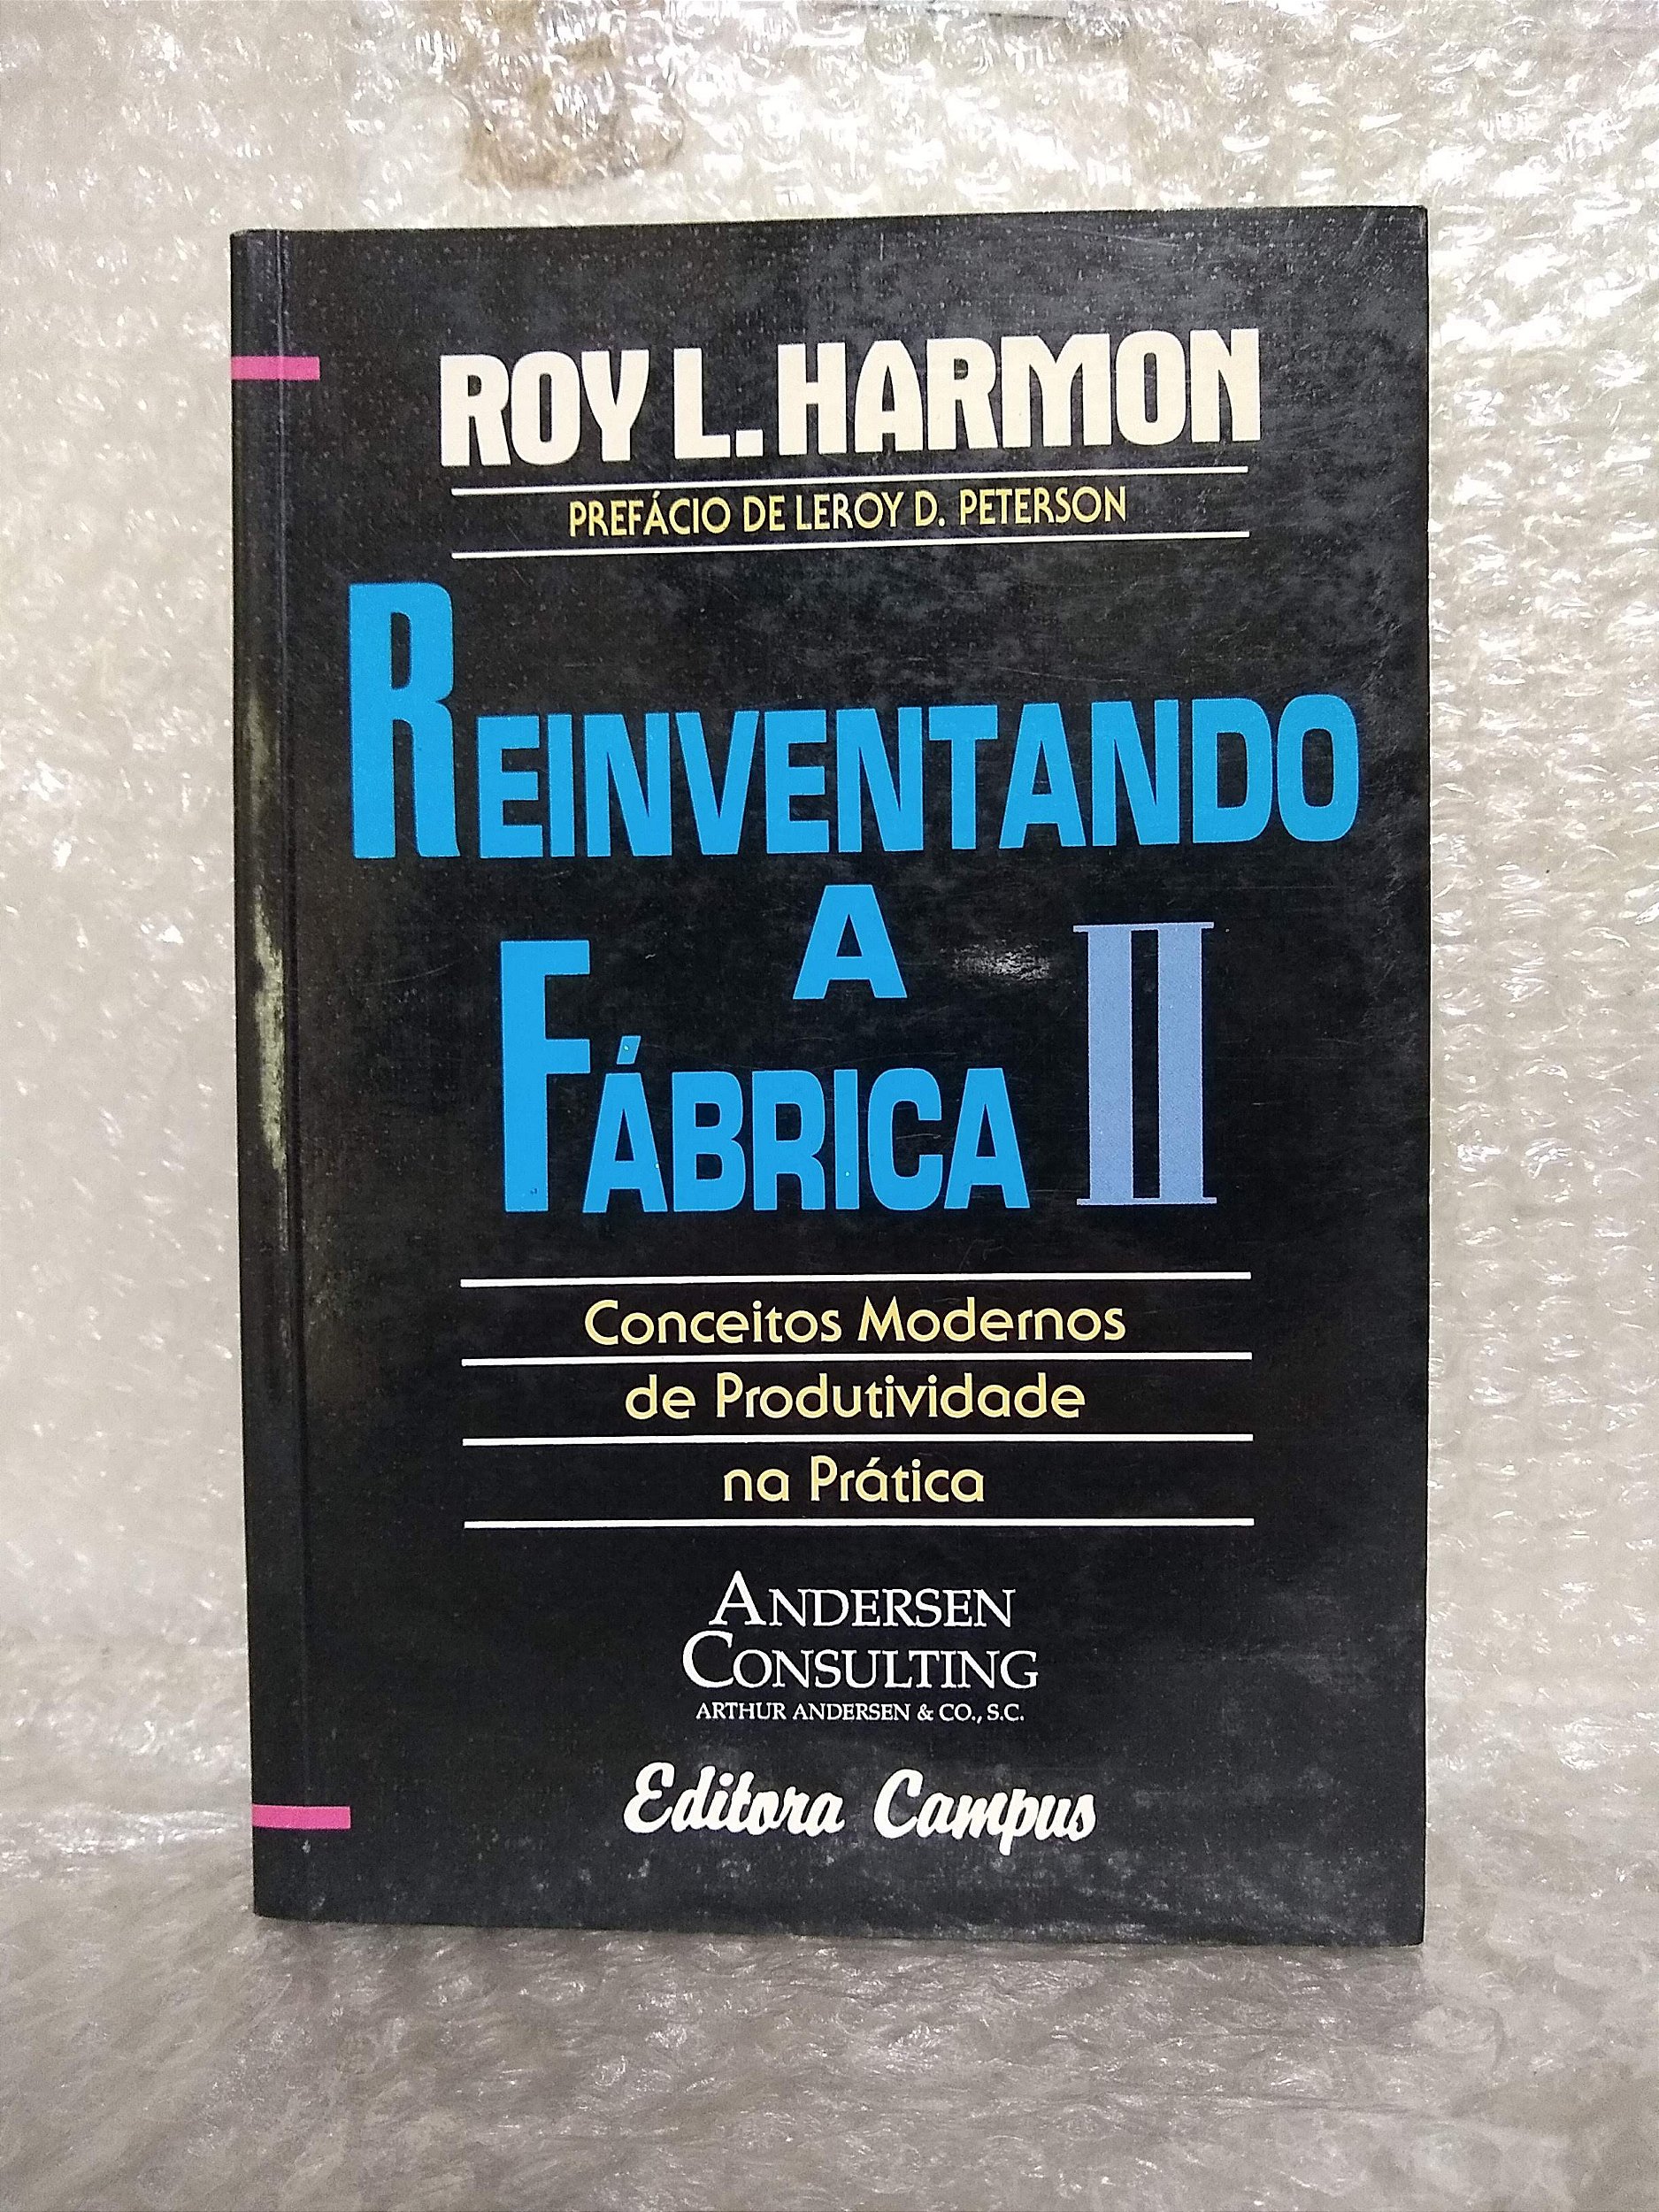 ROY L. HARMON
PREFÁCIO DE LEROY D. PETERSON
REINVENTANDO
A
FÁBRICA II
Conceitos Modernos
de Produtividade
na Prática
ANDERSEN
CONSULTING
ARTHUR ANDERSEN & CO., S.C.
Editora Campus